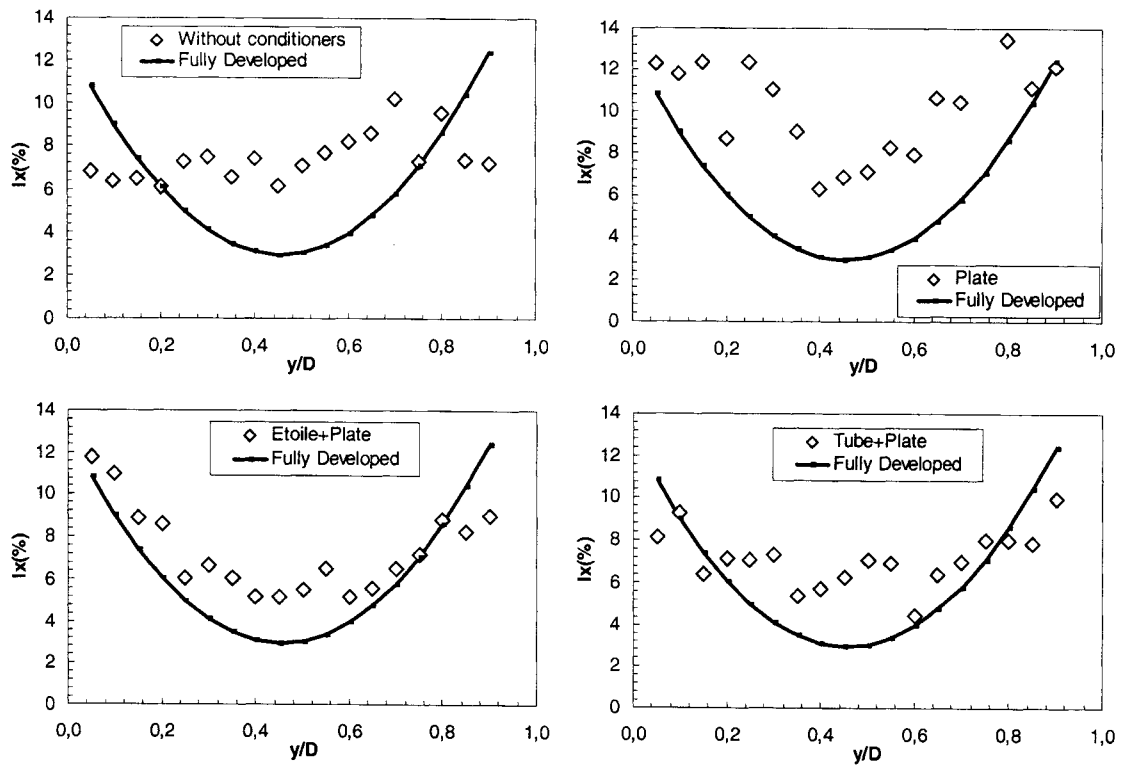 14
12
10
8
6
4
2
0
Ix(%)
Without conditioners
Fully Developed
0,0 0,2 0,4 0,6 0,8 1,0
y/D
14
12
10
8
6
4
2
0
Ix(%)
Plate
Fully Developed
0,0 0,2 0,4 0,6 0,8 1,0
y/D
14
12
10
8
6
4
2
0
Ix(%)
Etoile+Plate
Fully Developed
0,0 0,2 0,4 0,6 0,8 1,0
y/D
14
12
10
8
6
4
2
0
Ix(%)
Tube+Plate
Fully Developed
0,0 0,2 0,4 0,6 0,8 1,0
y/D